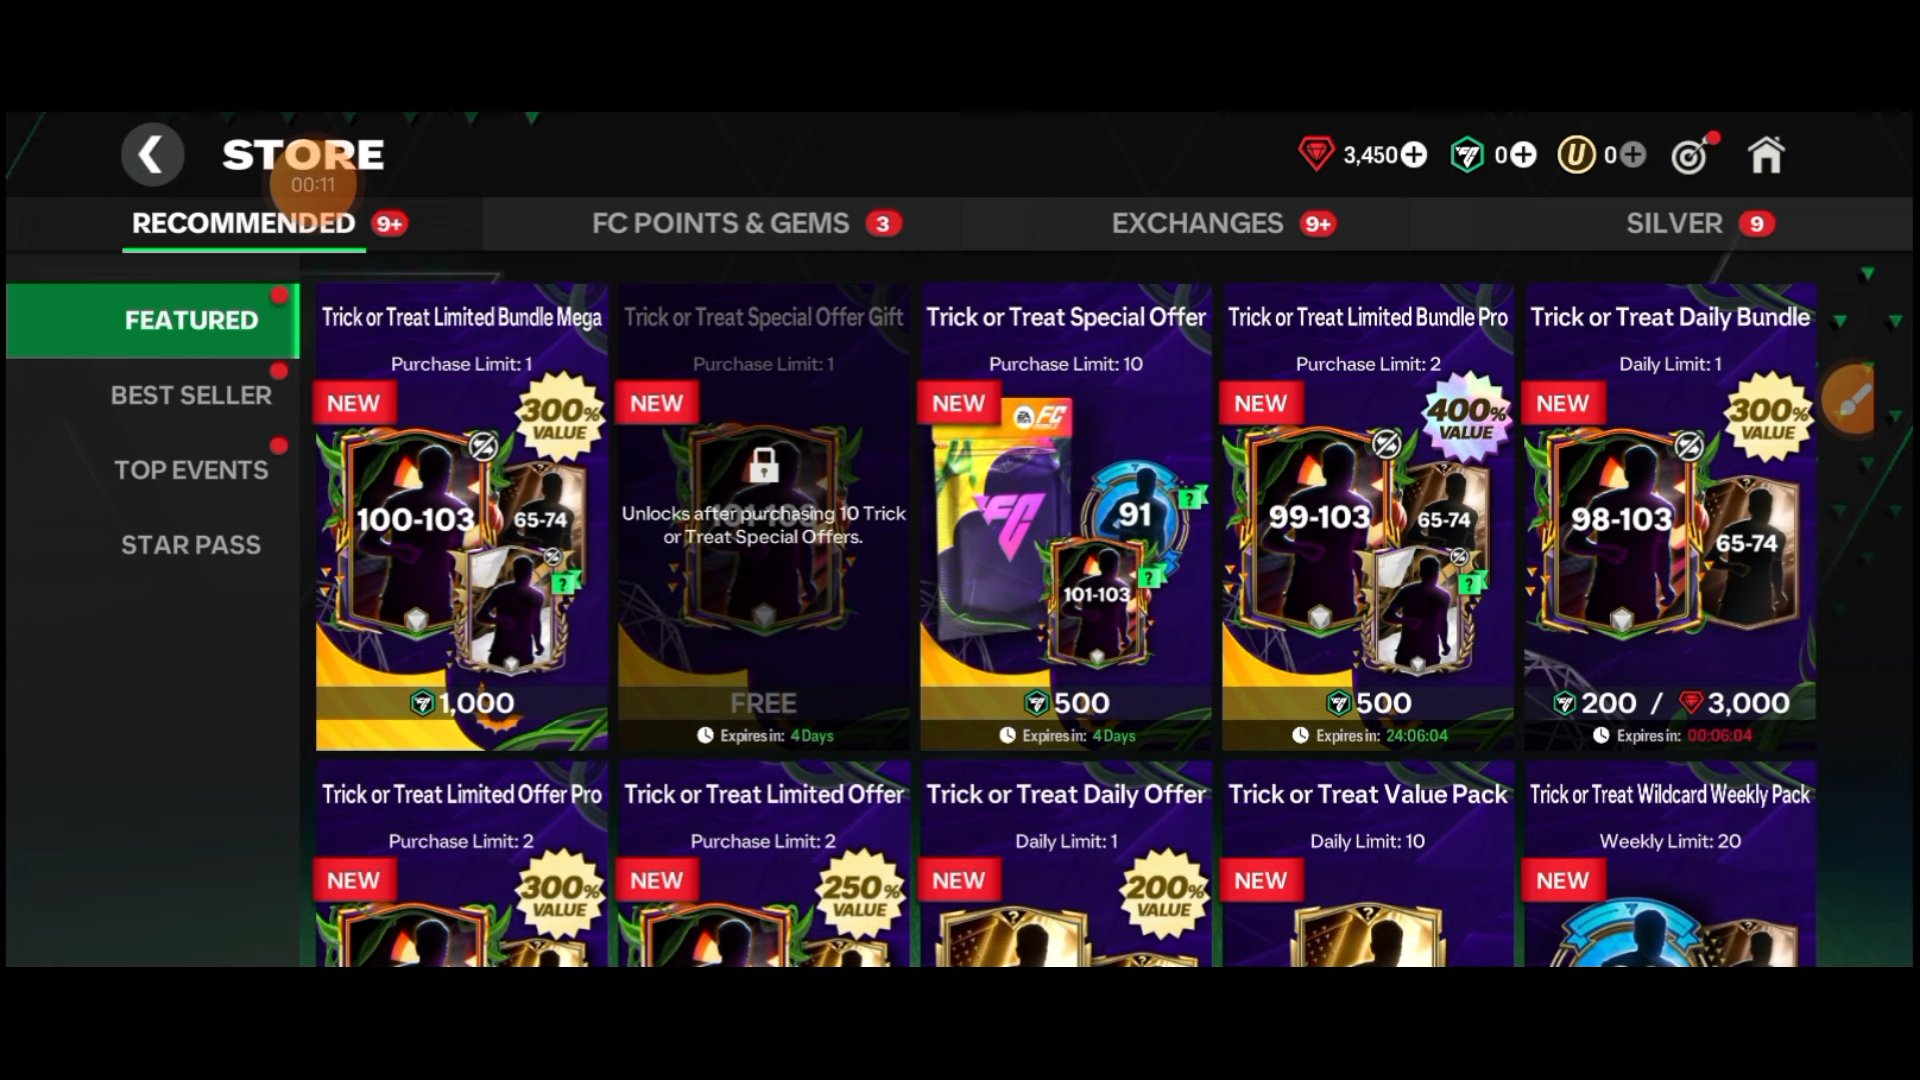 STORE
00:11
3,450
0
0
RECOMMENDED 9+
FC POINTS & GEMS 3
EXCHANGES 9+
SILVER 9
FEATURED
BEST SELLER
TOP EVENTS
STAR PASS
Trick or Treat Limited Bundle Mega
Purchase Limit: 1
NEW
300% VALUE
100-103
65-74
?
1,000
Trick or Treat Special Offer Gift
Purchase Limit: 1
NEW
Unlocks after purchasing 10 Trick
or Treat Special Offers.
FREE
Expires in: 4 Days
Trick or Treat Special Offer
Purchase Limit: 10
NEW
EA SPORTS FC MOBILE
91
?
101-103
?
500
Expires in: 4 Days
Trick or Treat Limited Bundle Pro
Purchase Limit: 2
NEW
400% VALUE
99-103
65-74
?
500
Expires in: 24:06:04
Trick or Treat Daily Bundle
Daily Limit: 1
NEW
300% VALUE
98-103
65-74
200 / 3,000
Expires in: 00:06:04
Trick or Treat Limited Offer Pro
Purchase Limit: 2
NEW
300% VALUE
Trick or Treat Limited Offer
Purchase Limit: 2
NEW
250% VALUE
Trick or Treat Daily Offer
Daily Limit: 1
NEW
200% VALUE
Trick or Treat Value Pack
Daily Limit: 10
NEW
Trick or Treat Wildcard Weekly Pack
Weekly Limit: 20
NEW